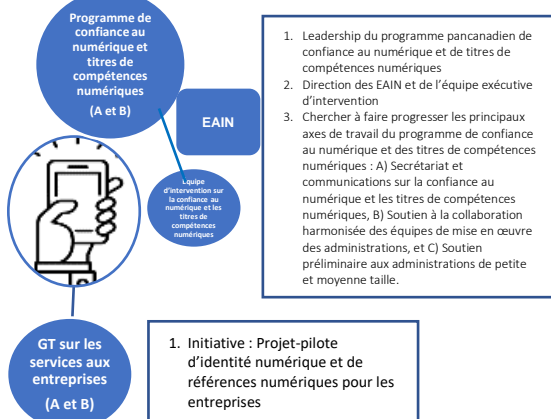 Programme de
confiance au
numérique et
titres de
compétences
numériques
(A et B)
EAIN
Équipe
d'intervention sur
la confiance au
numérique et les
titres de
compétences
numériques
1. Leadership du programme pancanadien de
confiance au numérique et de titres de
compétences numériques
2. Direction des EAIN et de l'équipe exécutive
d'intervention
3. Chercher à faire progresser les principaux
axes de travail du programme de confiance
au numérique et des titres de compétences
numériques : A) Secrétariat et
communications sur la confiance au
numérique et les titres de compétences
numériques, B) Soutien à la collaboration
harmonisée des équipes de mise en œuvre
des administrations, et C) Soutien
préliminaire aux administrations de petite
et moyenne taille.
GT sur les
services aux
entreprises
(A et B)
1. Initiative : Projet-pilote
d'identité numérique et de
références numériques pour les
entreprises